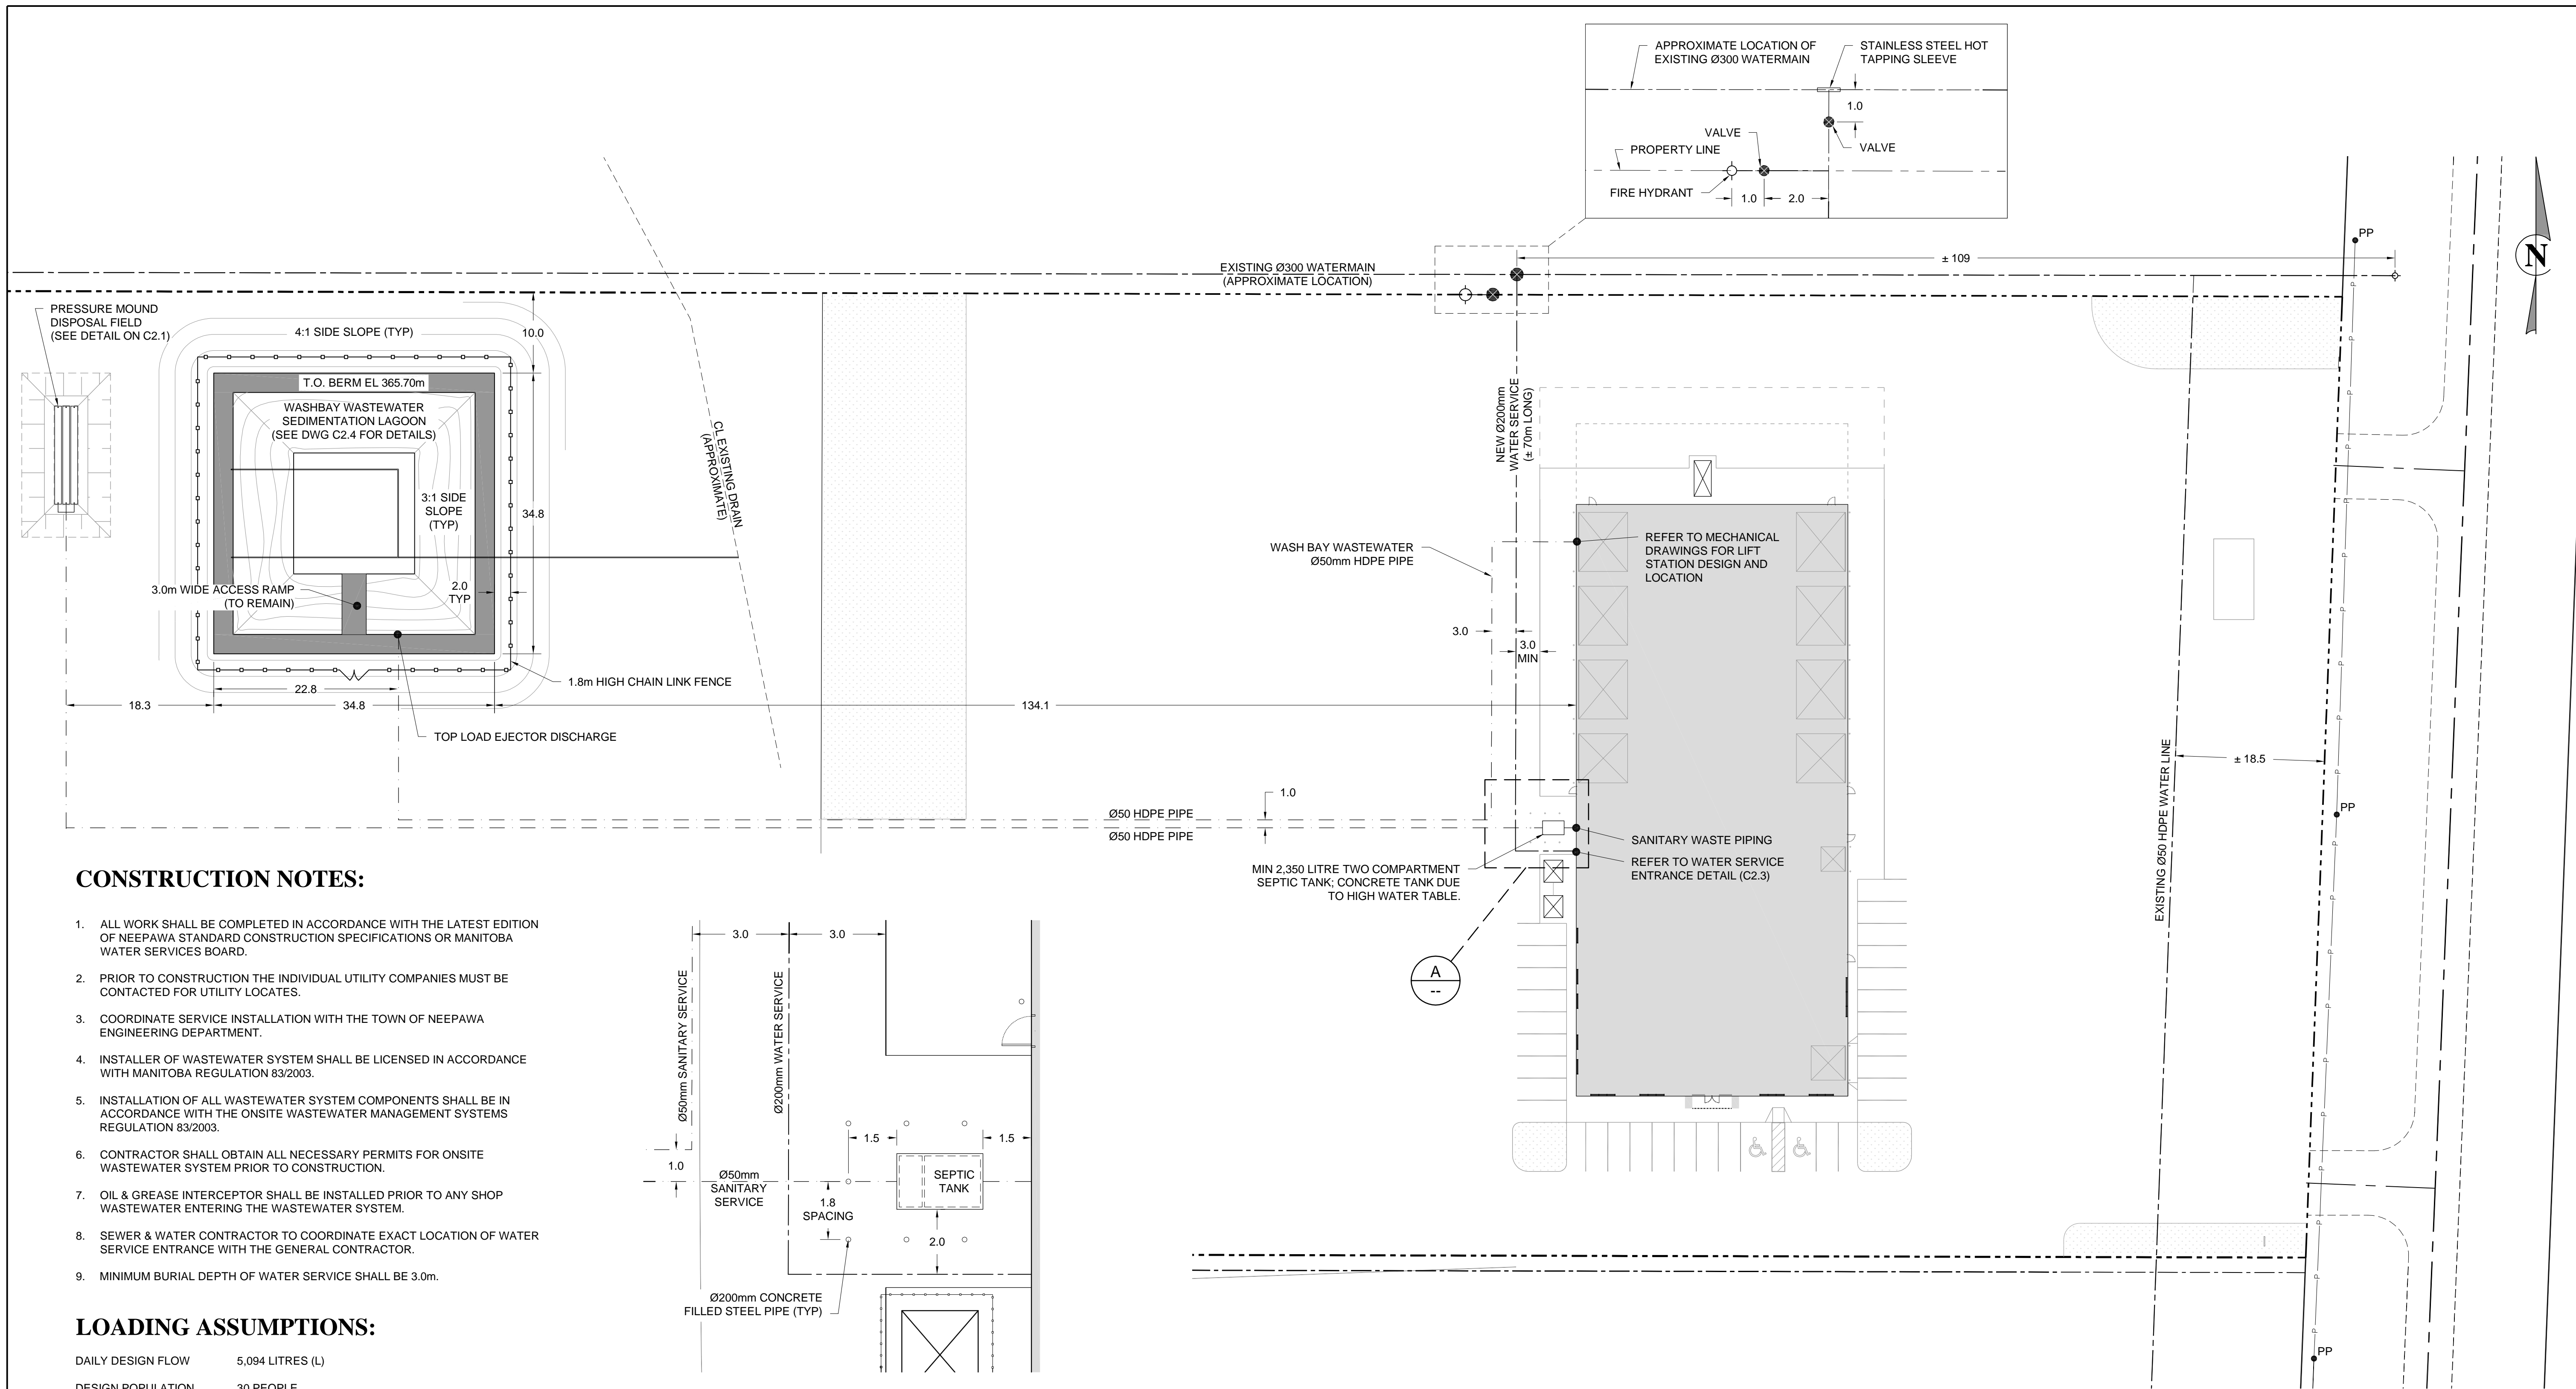 APPROXIMATE LOCATION OF
EXISTING Ø300 WATERMAIN
STAINLESS STEEL HOT
TAPPING SLEEVE
1.0
VALVE
VALVE
PROPERTY LINE
FIRE HYDRANT
1.0
2.0
PP
N
± 109
EXISTING Ø300 WATERMAIN
(APPROXIMATE LOCATION)
PRESSURE MOUND
DISPOSAL FIELD
(SEE DETAIL ON C2.1)
4:1 SIDE SLOPE (TYP)
10.0
T.O. BERM EL 365.70m
WASHBAY WASTEWATER
SEDIMENTATION LAGOON
(SEE DWG C2.4 FOR DETAILS)
3:1 SIDE
SLOPE
(TYP)
34.8
3.0m WIDE ACCESS RAMP
(TO REMAIN)
2.0
TYP
CL EXISTING DRAIN
(APPROXIMATE)
NEW Ø200mm
WATER SERVICE
(± 70m LONG)
WASH BAY WASTEWATER
Ø50mm HDPE PIPE
REFER TO MECHANICAL
DRAWINGS FOR LIFT
STATION DESIGN AND
LOCATION
3.0
3.0
MIN
1.8m HIGH CHAIN LINK FENCE
22.8
18.3
34.8
134.1
TOP LOAD EJECTOR DISCHARGE
EXISTING Ø50 HDPE WATER LINE
± 18.5
P
P
P
P
P
P
P
P
P
P
P
P
P
P
PP
1.0
Ø50 HDPE PIPE
Ø50 HDPE PIPE
SANITARY WASTE PIPING
REFER TO WATER SERVICE
ENTRANCE DETAIL (C2.3)
MIN 2,350 LITRE TWO COMPARTMENT
SEPTIC TANK; CONCRETE TANK DUE
TO HIGH WATER TABLE.
A
--
CONSTRUCTION NOTES:
1. ALL WORK SHALL BE COMPLETED IN ACCORDANCE WITH THE LATEST EDITION
OF NEEPAWA STANDARD CONSTRUCTION SPECIFICATIONS OR MANITOBA
WATER SERVICES BOARD.
2. PRIOR TO CONSTRUCTION THE INDIVIDUAL UTILITY COMPANIES MUST BE
CONTACTED FOR UTILITY LOCATES.
3. COORDINATE SERVICE INSTALLATION WITH THE TOWN OF NEEPAWA
ENGINEERING DEPARTMENT.
4. INSTALLER OF WASTEWATER SYSTEM SHALL BE LICENSED IN ACCORDANCE
WITH MANITOBA REGULATION 83/2003.
5. INSTALLATION OF ALL WASTEWATER SYSTEM COMPONENTS SHALL BE IN
ACCORDANCE WITH THE ONSITE WASTEWATER MANAGEMENT SYSTEMS
REGULATION 83/2003.
6. CONTRACTOR SHALL OBTAIN ALL NECESSARY PERMITS FOR ONSITE
WASTEWATER SYSTEM PRIOR TO CONSTRUCTION.
7. OIL & GREASE INTERCEPTOR SHALL BE INSTALLED PRIOR TO ANY SHOP
WASTEWATER ENTERING THE WASTEWATER SYSTEM.
8. SEWER & WATER CONTRACTOR TO COORDINATE EXACT LOCATION OF WATER
SERVICE ENTRANCE WITH THE GENERAL CONTRACTOR.
9. MINIMUM BURIAL DEPTH OF WATER SERVICE SHALL BE 3.0m.
LOADING ASSUMPTIONS:
DAILY DESIGN FLOW 5,094 LITRES (L)
DESIGN POPULATION 30 PEOPLE
3.0
3.0
Ø50mm SANITARY SERVICE
Ø200mm WATER SERVICE
1.5
1.5
1.0
Ø50mm
SANITARY
SERVICE
SEPTIC
TANK
1.8
SPACING
2.0
Ø200mm CONCRETE
FILLED STEEL PIPE (TYP)
PP